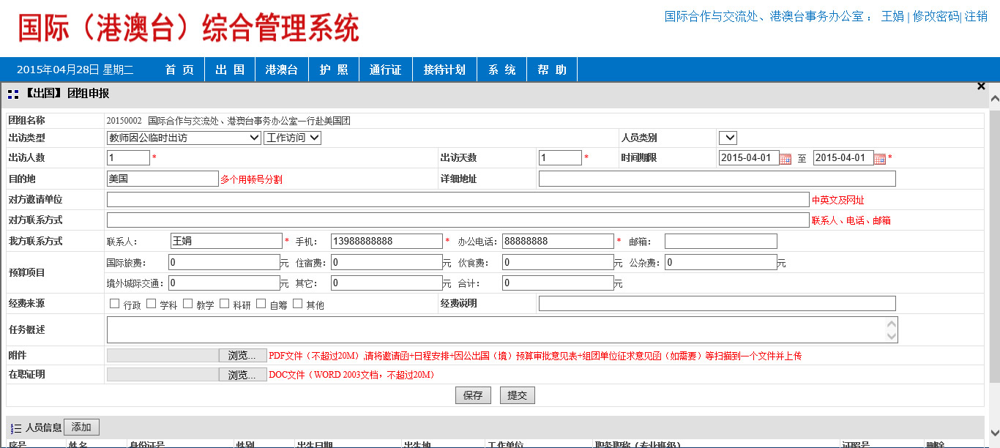 国际（港澳台）综合管理系统
国际合作与交流处、港澳台事务办公室： 王娟 | 修改密码| 注销
2015年04月28日 星期二 首 页 出 国 港澳台 护 照 通行证 接待计划 系 统 帮 助
【出国】团组申报
团组名称 20150002 国际合作与交流处、港澳台事务办公室一行赴美国团
出访类型 教师因公临时出访 工作访问 人员类别
出访人数 1 * 出访天数 1 * 时间期限 2015-04-01 至 2015-04-01 *
目的地 美国 多个用顿号分割 详细地址
对方邀请单位 中英文及网址
对方联系方式 联系人、电话、邮箱
我方联系方式 联系人： 王娟 * 手机： 13988888888 * 办公电话： 88888888 * 邮箱：
预算项目 国际旅费： 0 元 住宿费： 0 元 伙食费： 0 元 公杂费： 0 元
境外城际交通： 0 元 其它： 0 元 合计： 0 元
经费来源 行政 学科 教学 科研 自筹 其他 经费说明
任务概述
附件 浏览... PDF文件（不超过20M）,请将邀请函+日程安排+因公出国（境）预算审批意见表+组团单位征求意见函（如需要）等扫描到一个文件并上传
在职证明 浏览... DOC文件（WORD 2003文档，不超过20M）
保存 提交
人员信息 添加
序号 姓名 身份证号 性别 出生日期 出生地 工作单位 职务职称（专业班级） 证照号 删除